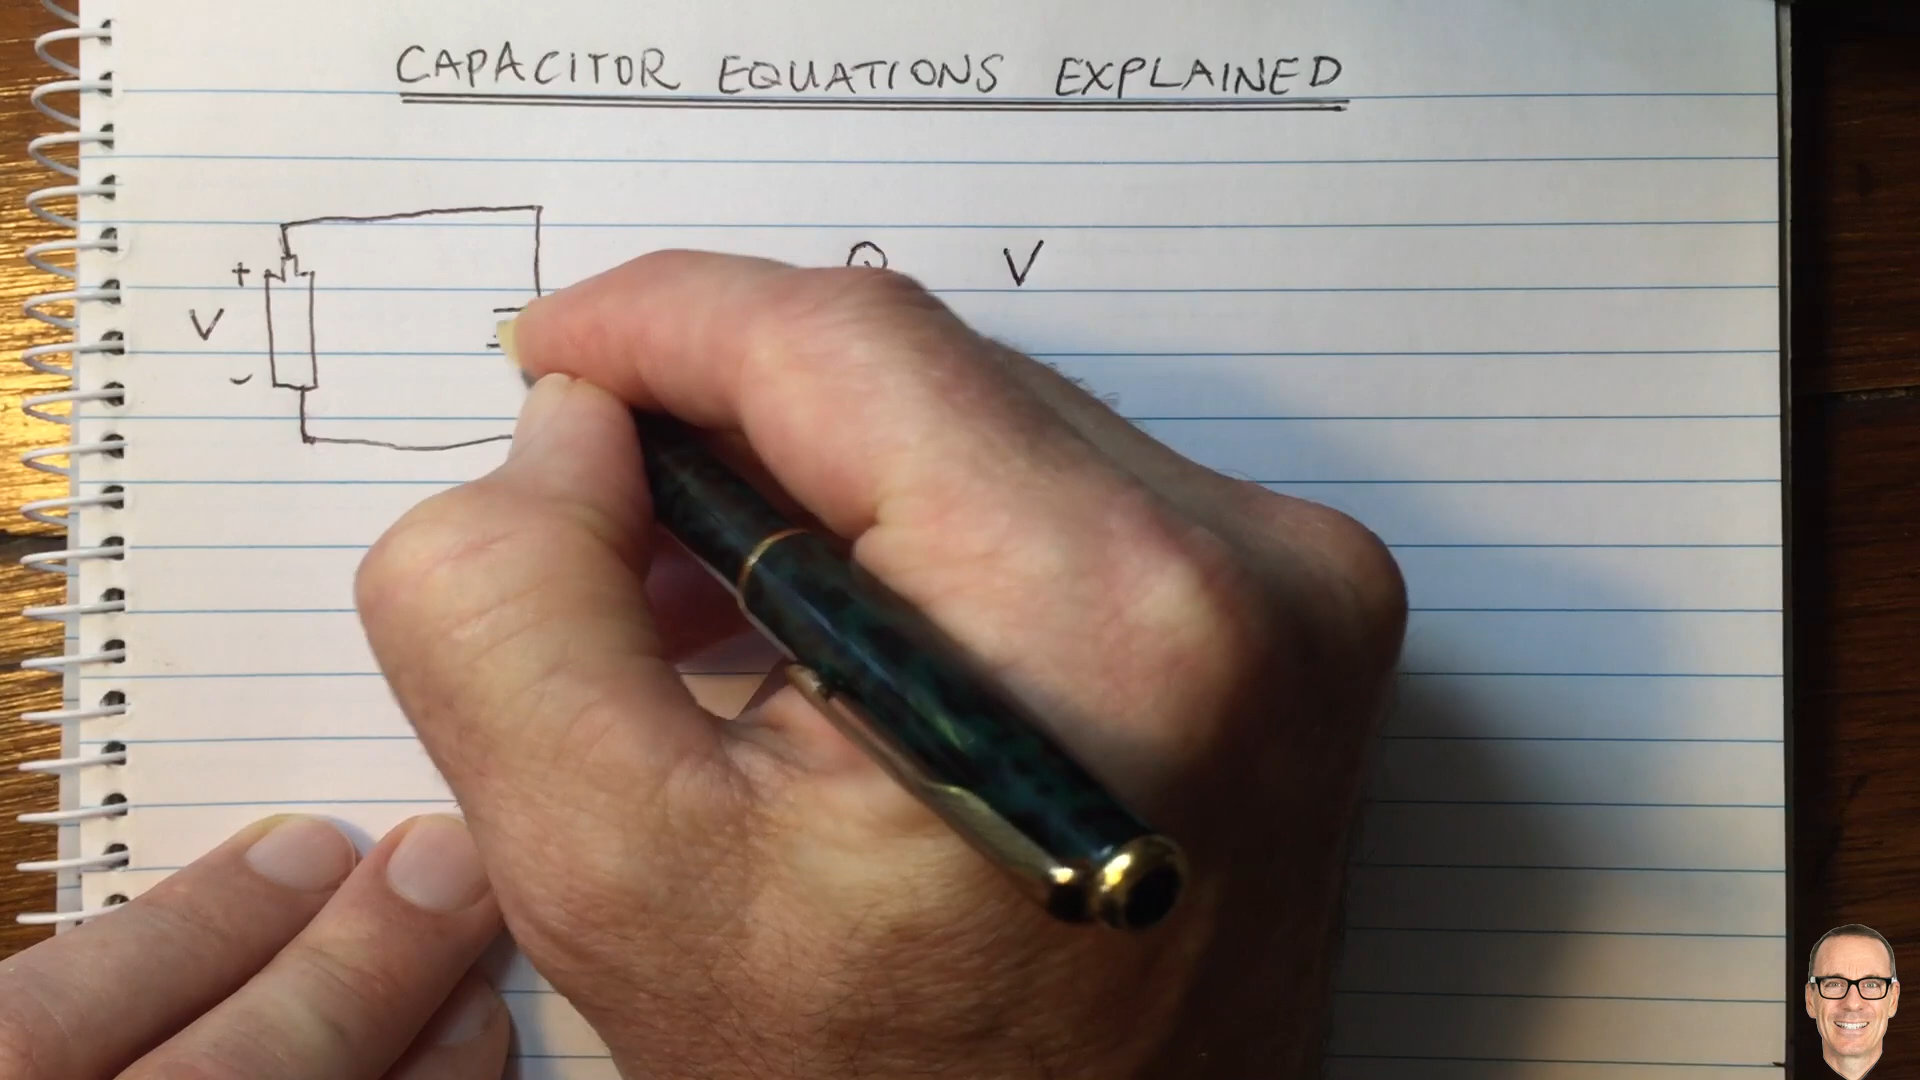 CAPACITOR EQUATIONS EXPLAINED
Q V
+
V
-